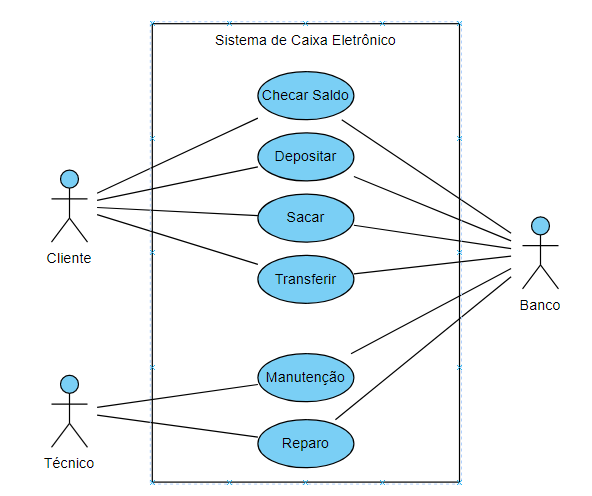 Sistema de Caixa Eletrônico
Checar Saldo
Depositar
Sacar
Cliente
Transferir
Banco
Manutenção
Reparo
Técnico